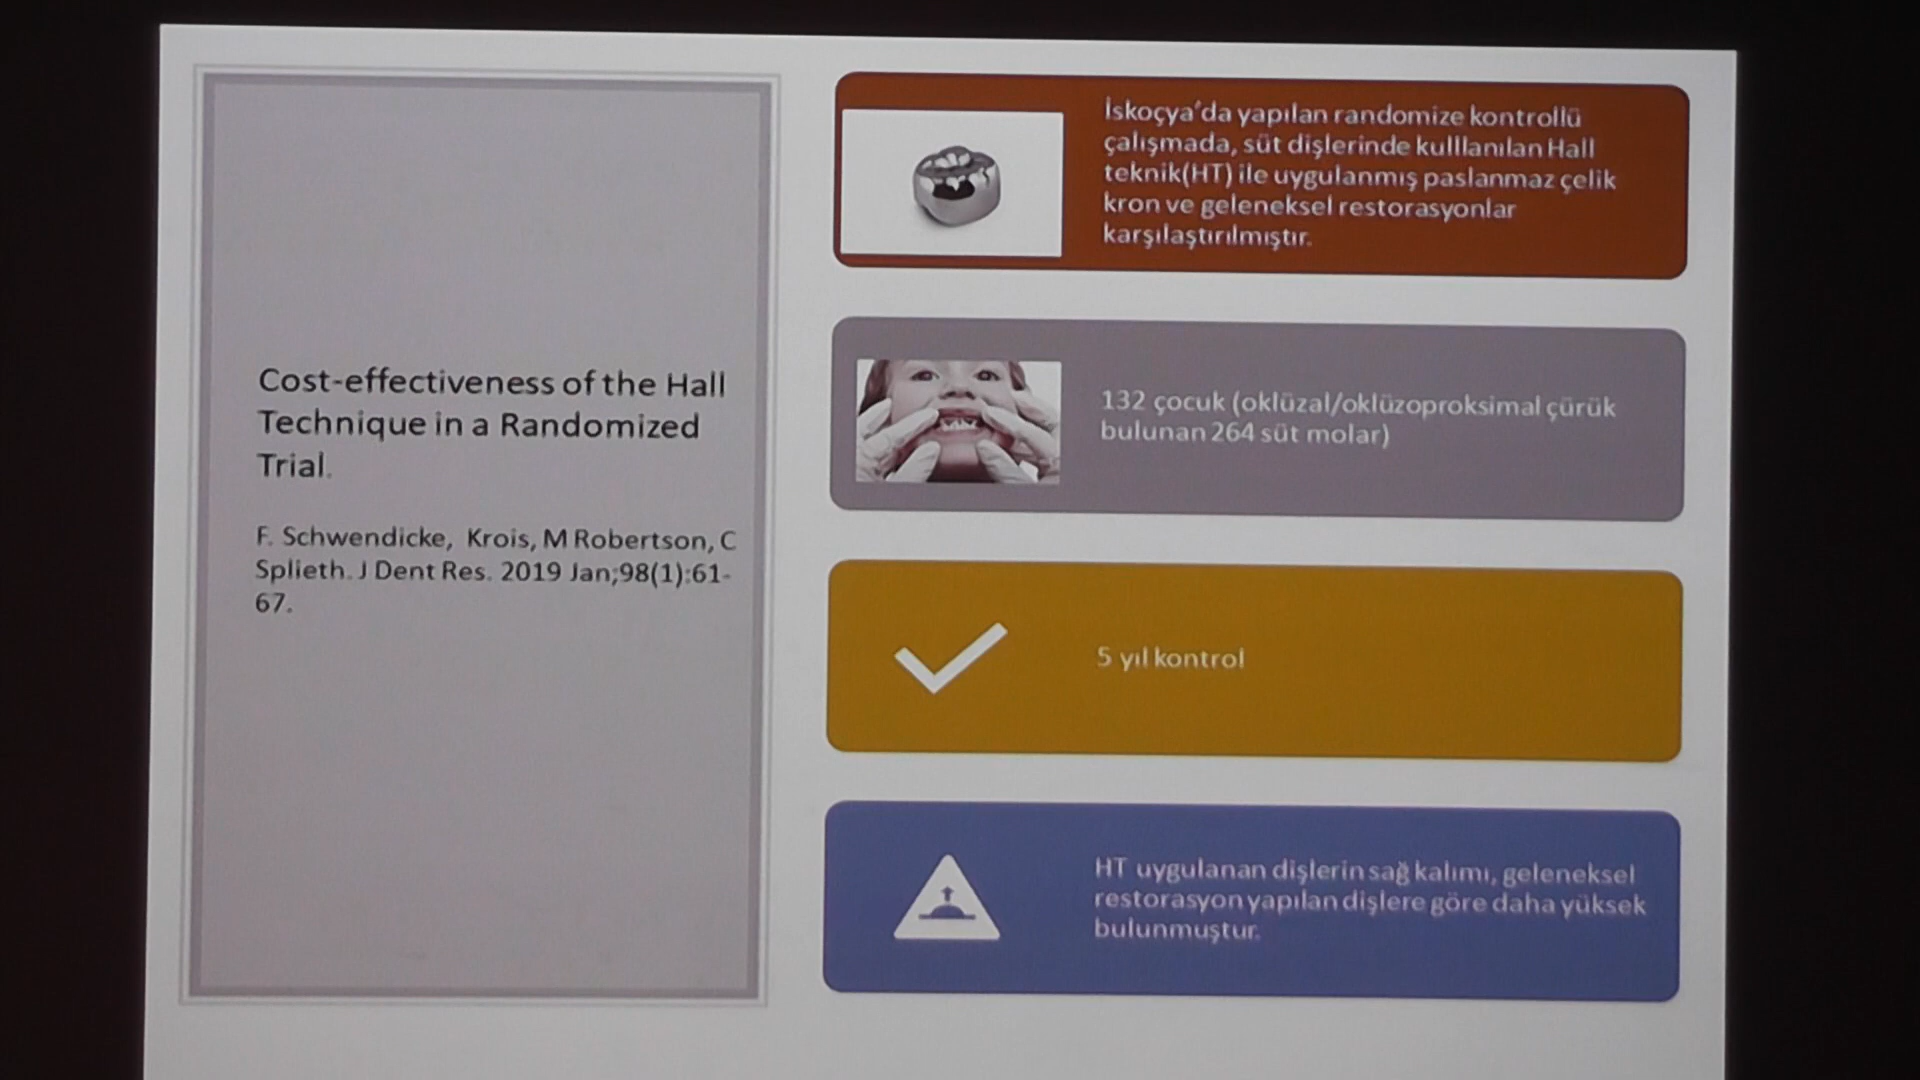 Cost-effectiveness of the Hall
Technique in a Randomized
Trial.
F. Schwendicke, Krois, M Robertson, C
Splieth. J Dent Res. 2019 Jan;98(1):61-
67.
İskoçya'da yapılan randomize kontrollü
çalışmada, süt dişlerinde kulllanılan Hall
teknik(HT) ile uygulanmış paslanmaz çelik
kron ve geleneksel restorasyonlar
karşılaştırılmıştır.
132 çocuk (oklüzal/oklüzoproksimal çürük
bulunan 264 süt molar)
5 yıl kontrol
HT uygulanan dişlerin sağ kalımı, geleneksel
restorasyon yapılan dişlere göre daha yüksek
bulunmuştur.